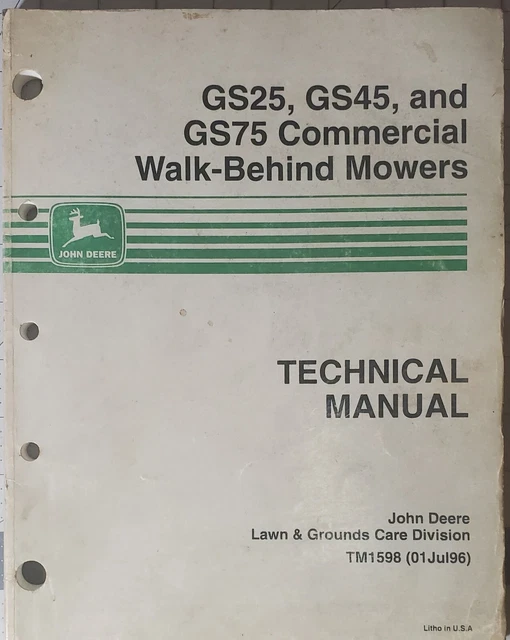 GS25, GS45, and
GS75 Commercial
Walk-Behind Mowers
JOHN DEERE
TECHNICAL
MANUAL
John Deere
Lawn & Grounds Care Division
TM1598 (01Jul96)
Litho in U.S.A